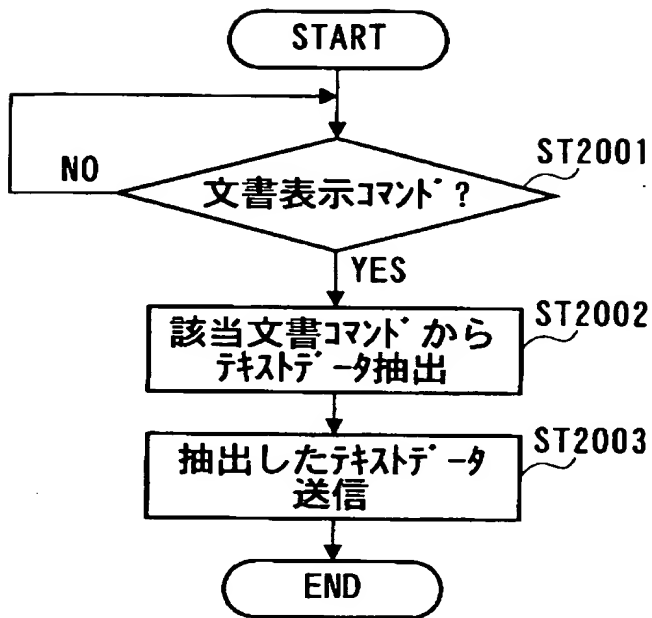 START
NO
文書表示ｺﾏﾝﾄﾞ?
ST2001
YES
該当文書ｺﾏﾝﾄﾞから
ﾃｷｽﾄﾃﾞｰﾀ抽出
ST2002
抽出したﾃｷｽﾄﾃﾞｰﾀ
送信
ST2003
END